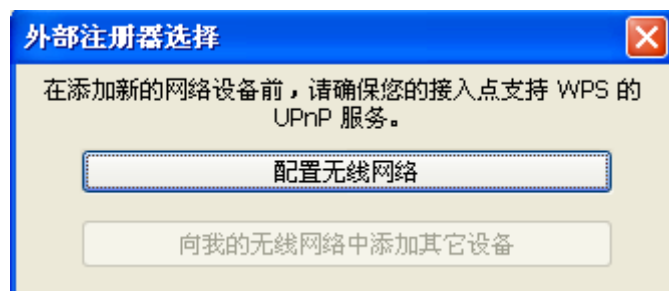 外部注册器选择
在添加新的网络设备前，请确保您的接入点支持 WPS 的
UPnP 服务。
配置无线网络
向我的无线网络中添加其它设备